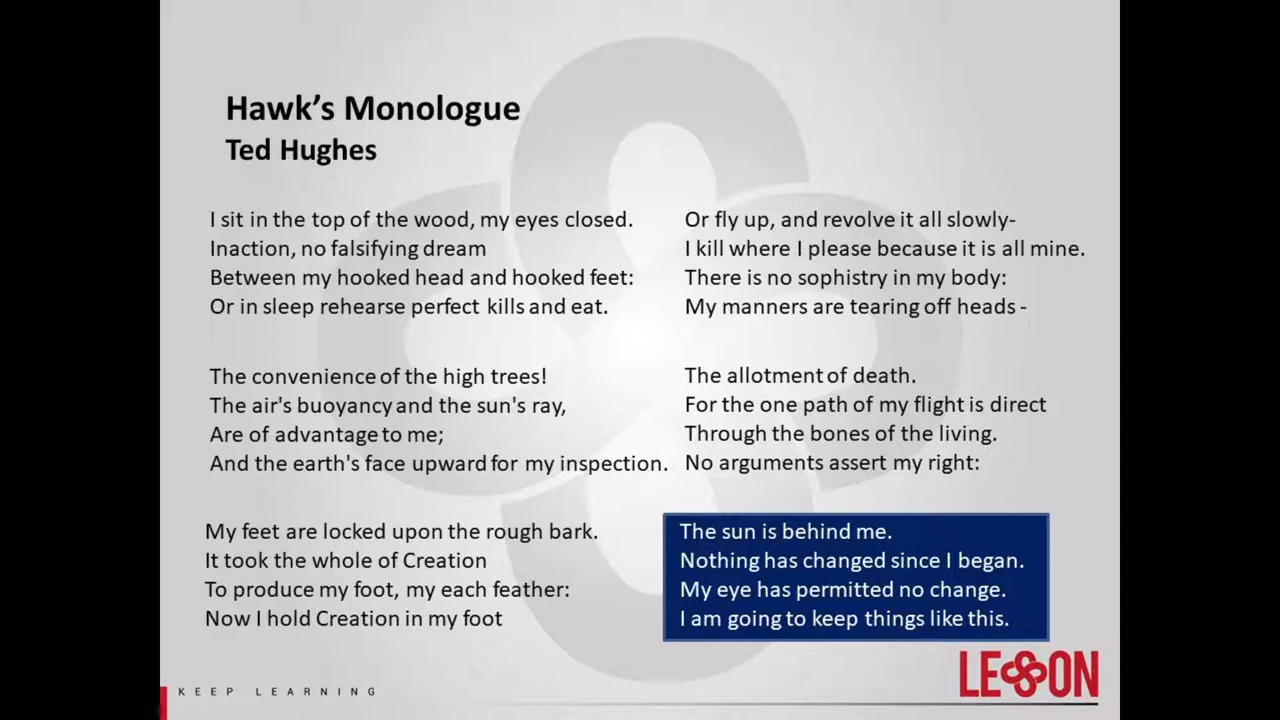 Hawk's Monologue
Ted Hughes
I sit in the top of the wood, my eyes closed.
Inaction, no falsifying dream
Between my hooked head and hooked feet:
Or in sleep rehearse perfect kills and eat.
The convenience of the high trees!
The air's buoyancy and the sun's ray,
Are of advantage to me;
And the earth's face upward for my inspection.
My feet are locked upon the rough bark.
It took the whole of Creation
To produce my foot, my each feather:
Now I hold Creation in my foot
Or fly up, and revolve it all slowly-
I kill where I please because it is all mine.
There is no sophistry in my body:
My manners are tearing off heads -
The allotment of death.
For the one path of my flight is direct
Through the bones of the living.
No arguments assert my right:
The sun is behind me.
Nothing has changed since I began.
My eye has permitted no change.
I am going to keep things like this.
KEEP LEARNING
LESSON